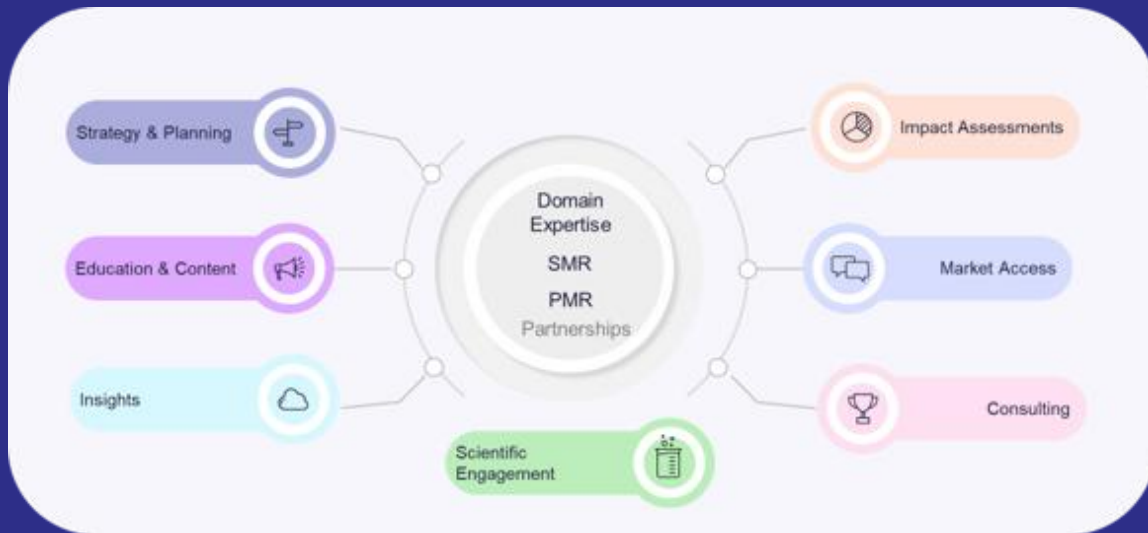 Strategy & Planning
Education & Content
Insights
Domain
Expertise
SMR
PMR
Partnerships
Scientific
Engagement
Impact Assessments
Market Access
Consulting